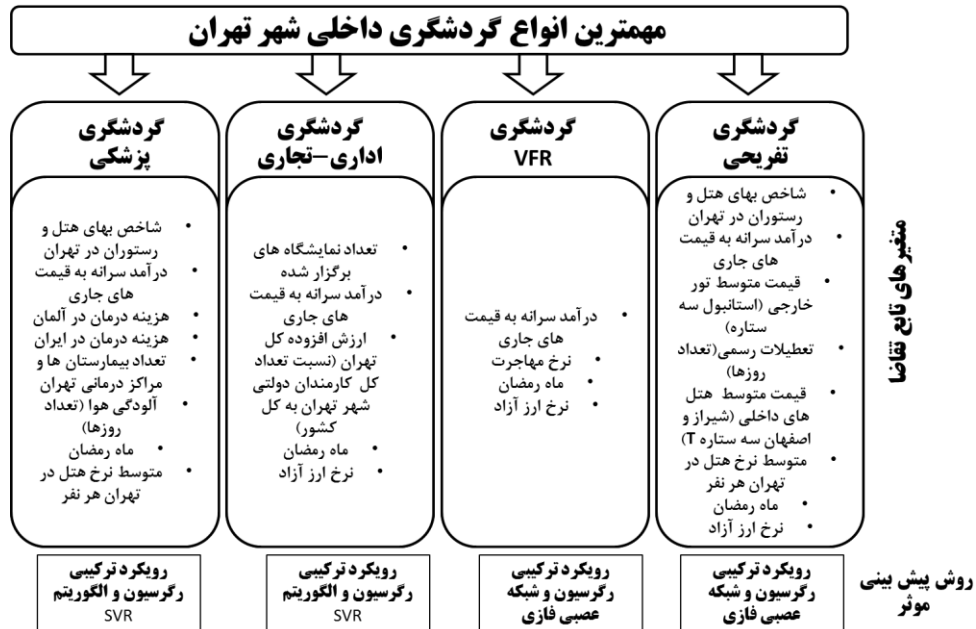 مهمترین انواع گردشگری داخلی شهر تهران
گردشگری
تفریحی
شاخص بهای هتل و
رستوران در تهران
درآمد سرانه به قیمت
های جاری
قیمت متوسط تور
خارجی (استانبول سه
ستاره)
تعطیلات رسمی(تعداد
روزها)
قیمت متوسط هتل
های داخلی (شیراز و
اصفهان سه ستاره T)
متوسط نرخ هتل در
تهران هر نفر
ماه رمضان
نرخ ارز آزاد
گردشگری
VFR
درآمد سرانه به قیمت
های جاری
نرخ مهاجرت
ماه رمضان
نرخ ارز آزاد
گردشگری
اداری-تجاری
تعداد نمایشگاه های
برگزار شده
درآمد سرانه به قیمت
های جاری
ارزش افزوده کل
تهران (نسبت تعداد
کل کارمندان دولتی
شهر تهران به کل
کشور)
ماه رمضان
نرخ ارز آزاد
گردشگری
پزشکی
شاخص بهای هتل و
رستوران در تهران
درآمد سرانه به قیمت
های جاری
هزینه درمان در آلمان
هزینه درمان در ایران
تعداد بیمارستان ها و
مراکز درمانی تهران
آلودگی هوا (تعداد
روزها)
ماه رمضان
متوسط نرخ هتل در
تهران هر نفر
متغیرهای تابع تقاضا
روش پیش بینی
موثر
رویکرد ترکیبی
رگرسیون و شبکه
عصبی فازی
رویکرد ترکیبی
رگرسیون و شبکه
عصبی فازی
رویکرد ترکیبی
رگرسیون و الگوریتم
SVR
رویکرد ترکیبی
رگرسیون و الگوریتم
SVR